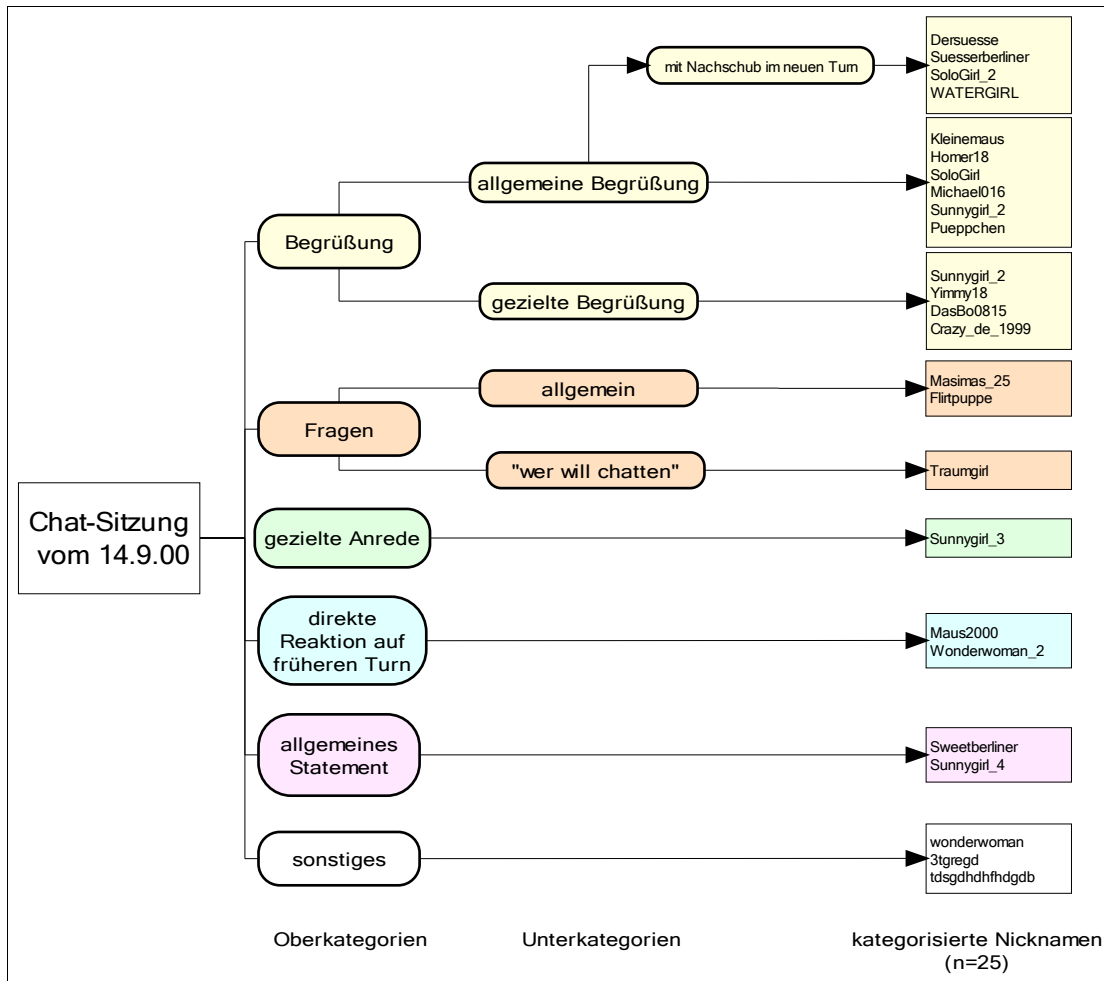 mit Nachschub im neuen Turn
Dersuesse
Suesserberliner
SoloGirl_2
WATERGIRL
allgemeine Begrüßung
Kleinemaus
Homer18
SoloGirl
Michael016
Sunnygirl_2
Pueppchen
Begrüßung
gezielte Begrüßung
Sunnygirl_2
Yimmy18
DasBo0815
Crazy_de_1999
Fragen
allgemein
Masimas_25
Flirtpuppe
"wer will chatten"
Traumgirl
Chat-Sitzung
vom 14.9.00
gezielte Anrede
Sunnygirl_3
direkte
Reaktion auf
früheren Turn
Maus2000
Wonderwoman_2
allgemeines
Statement
Sweetberliner
Sunnygirl_4
sonstiges
wonderwoman
3tgregd
tdsgdhdhfhdgdb
Oberkategorien
Unterkategorien
kategorisierte Nicknamen
(n=25)